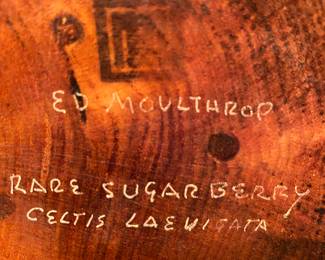 ED MOULTHROP
RARE SUGARBERRY
CELTIS LAEVIGATA